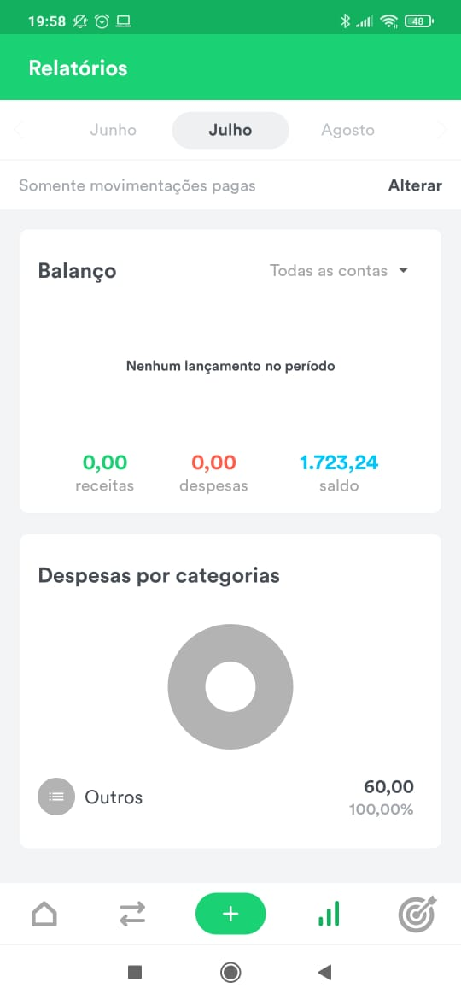 19:58
48
Relatórios
Junho
Julho
Agosto
Somente movimentações pagas
Alterar
Balanço
Todas as contas
Nenhum lançamento no período
0,00
0,00
1.723,24
receitas
despesas
saldo
Despesas por categorias
Outros
60,00
100,00%